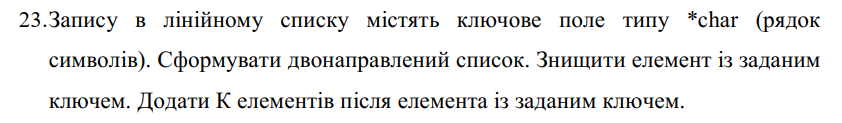 23.Запису в лінійному списку містять ключове поле типу *char (рядок
символів). Сформувати двонаправлений список. Знищити елемент із заданим
ключем. Додати К елементів після елемента із заданим ключем.